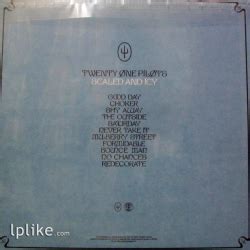 TWENTY ØNE PILØTS
SCALED AND ICY
GOOD DAY
CHOKER
SHY AWAY
THE OUTSIDE
SATURDAY
NEVER TAKE IT
MULBERRY STREET
FORMIDABLE
BOUNCE MAN
NO CHANCES
REDECORATE
lplike.com